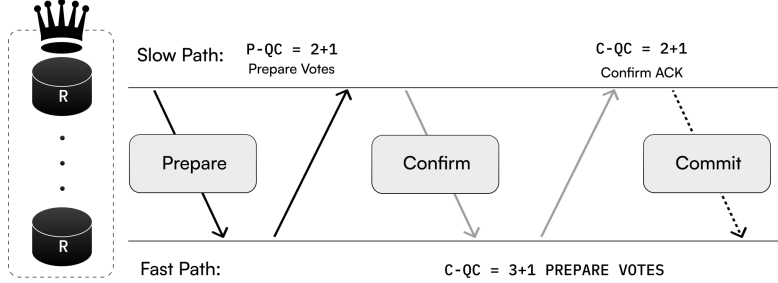 Slow Path:
P-QC = 2+1
Prepare Votes
C-QC = 2+1
Confirm ACK
R
Prepare
Confirm
Commit
R
Fast Path:
C-QC = 3+1 PREPARE VOTES